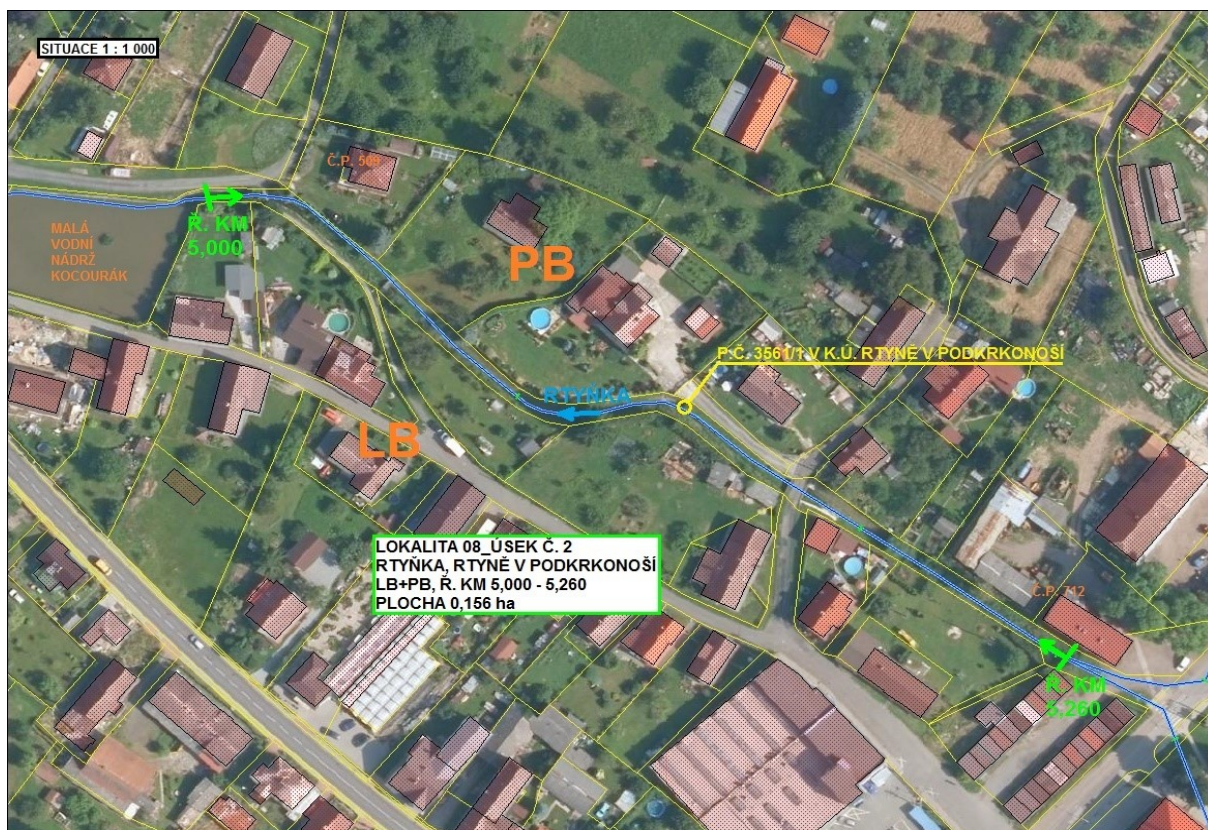 SITUACE 1 : 1 000
Č.P. 509
Ř. KM
5,000
MALÁ
VODNÍ
NÁDRŽ
KOCOURÁK
PB
P.Č. 3561/1 V K.Ú. RTYNĚ V PODKRKONOŠÍ
RTYŇKA
LB
LOKALITA 08_ÚSEK Č. 2
RTYŇKA, RTYNĚ V PODKRKONOŠÍ
LB+PB, Ř. KM 5,000 - 5,260
PLOCHA 0,156 ha
Č.P. 712
Ř. KM
5,260